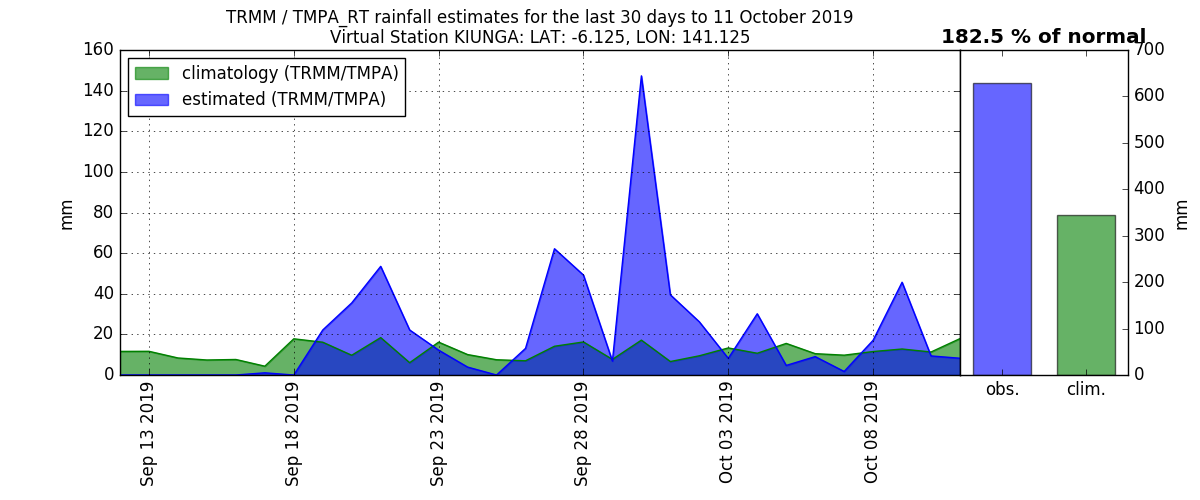 TRMM / TMPA_RT rainfall estimates for the last 30 days to 11 October 2019
Virtual Station KIUNGA: LAT: -6.125, LON: 141.125
182.5 % of normal
climatology (TRMM/TMPA)
estimated (TRMM/TMPA)
160
140
120
100
80
60
40
20
0
mm
Sep 13 2019
Sep 18 2019
Sep 23 2019
Sep 28 2019
Oct 03 2019
Oct 08 2019
700
600
500
400
300
200
100
0
mm
obs.
clim.